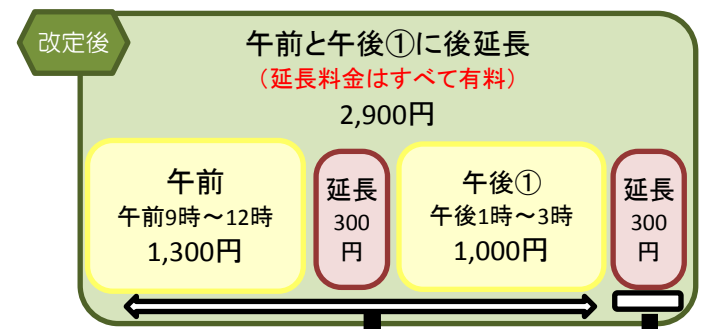 改定後
午前と午後①に後延長
（延長料金はすべて有料）
2,900円
午前
午前9時～12時
1,300円
延長
300
円
午後①
午後1時～3時
1,000円
延長
300
円